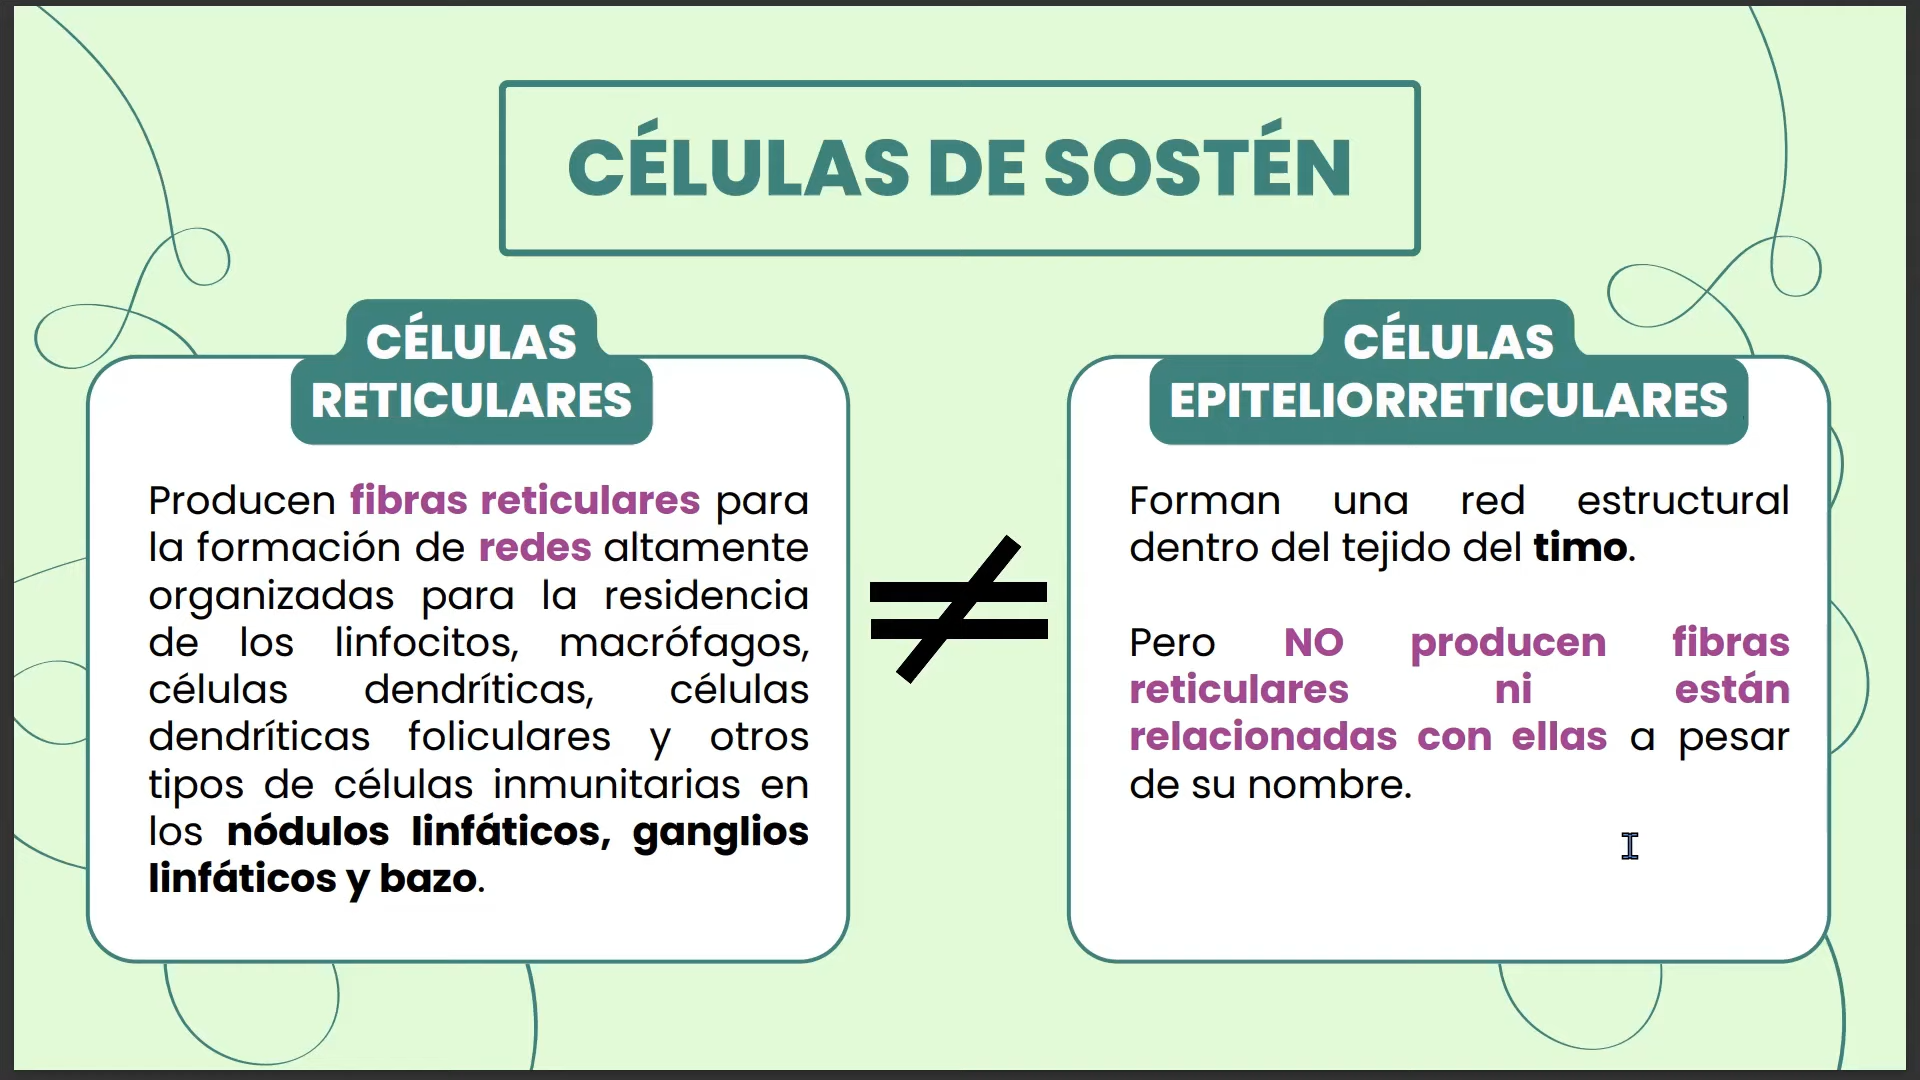 CÉLULAS DE SOSTÉN
CÉLULAS
RETICULARES
Producen fibras reticulares para
la formación de redes altamente
organizadas para la residencia
de los linfocitos, macrófagos,
células dendríticas, células
dendríticas foliculares y otros
tipos de células inmunitarias en
los nódulos linfáticos, ganglios
linfáticos y bazo.
≠
CÉLULAS
EPITELIORRETICULARES
Forman una red estructural
dentro del tejido del timo.
Pero NO producen fibras
reticulares ni están
relacionadas con ellas a pesar
de su nombre.